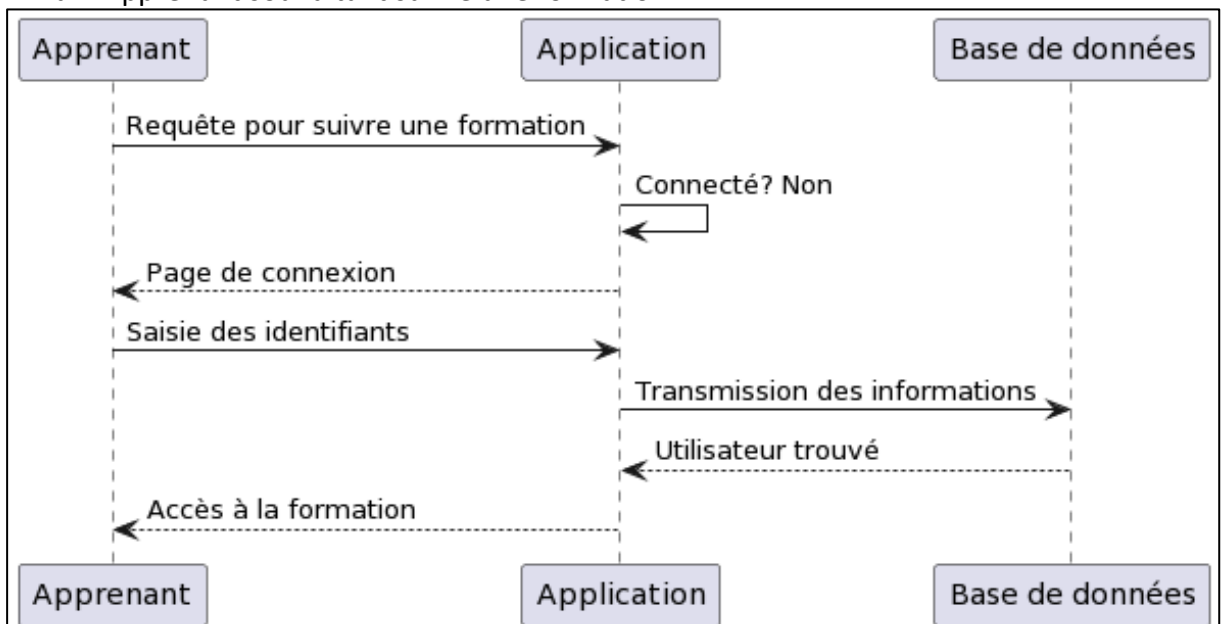 Apprenant
Application
Base de données
Requête pour suivre une formation
Connecté? Non
Page de connexion
Saisie des identifiants
Transmission des informations
Utilisateur trouvé
Accès à la formation
Apprenant
Application
Base de données